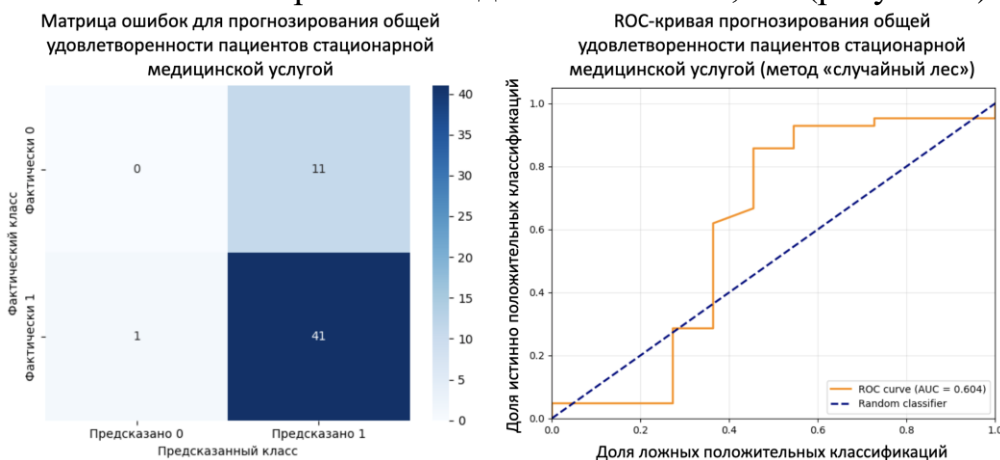 Матрица ошибок для прогнозирования общей
удовлетворенности пациентов стационарной
медицинской услугой
Фактический класс
Фактически 0
Фактически 1
0
11
1
41
Предсказано 0
Предсказано 1
Предсказанный класс
40
35
30
25
20
15
10
5
0
ROC-кривая прогнозирования общей
удовлетворенности пациентов стационарной
медицинской услугой (метод «случайный лес»)
Доля истинно положительных классификаций
1.0
0.8
0.6
0.4
0.2
0.0
ROC curve (AUC = 0.604)
Random classifier
0.0
0.2
0.4
0.6
0.8
1.0
Доля ложных положительных классификаций